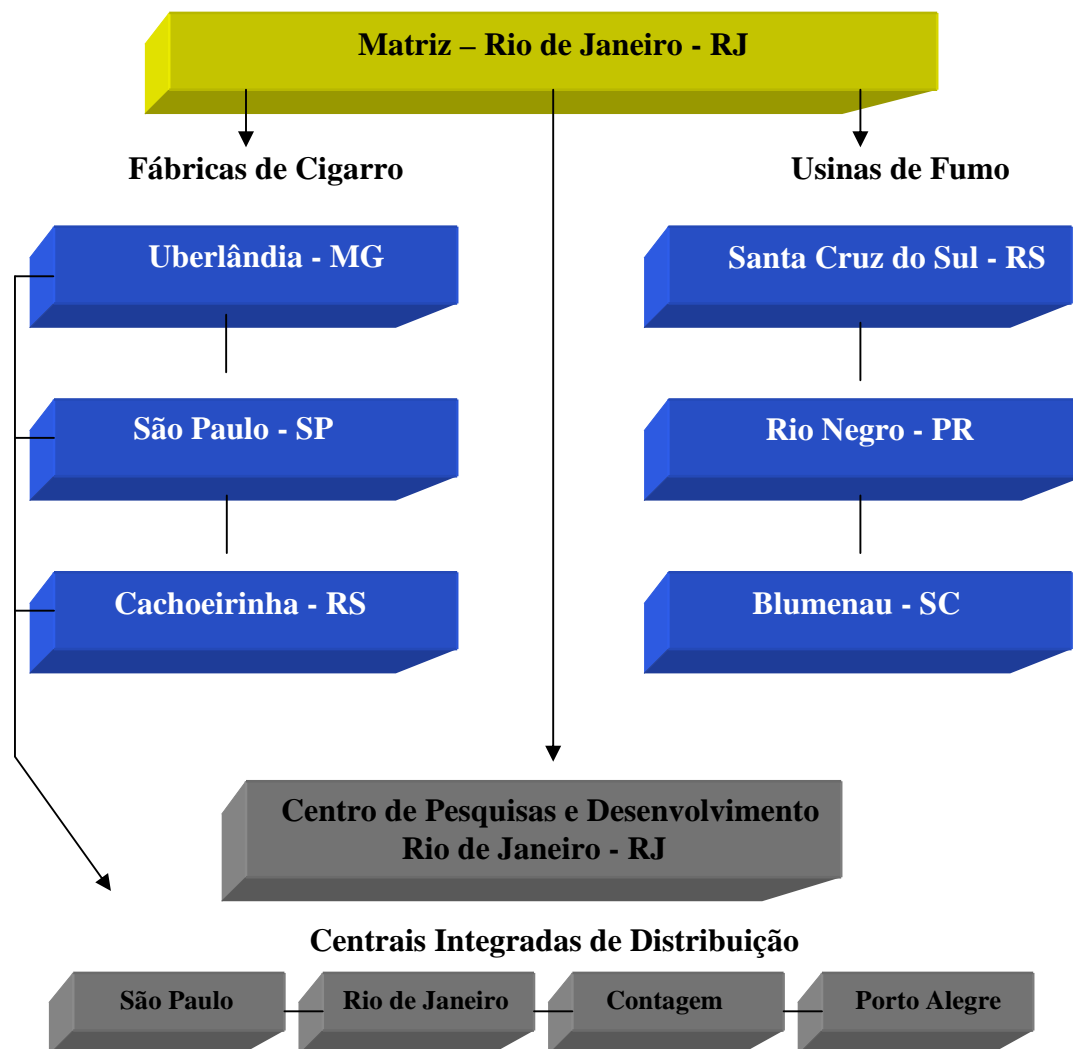 Matriz – Rio de Janeiro - RJ
Fábricas de Cigarro
Usinas de Fumo
Uberlândia - MG
Santa Cruz do Sul - RS
São Paulo - SP
Rio Negro - PR
Cachoeirinha - RS
Blumenau - SC
Centro de Pesquisas e Desenvolvimento
Rio de Janeiro - RJ
Centrais Integradas de Distribuição
São Paulo
Rio de Janeiro
Contagem
Porto Alegre